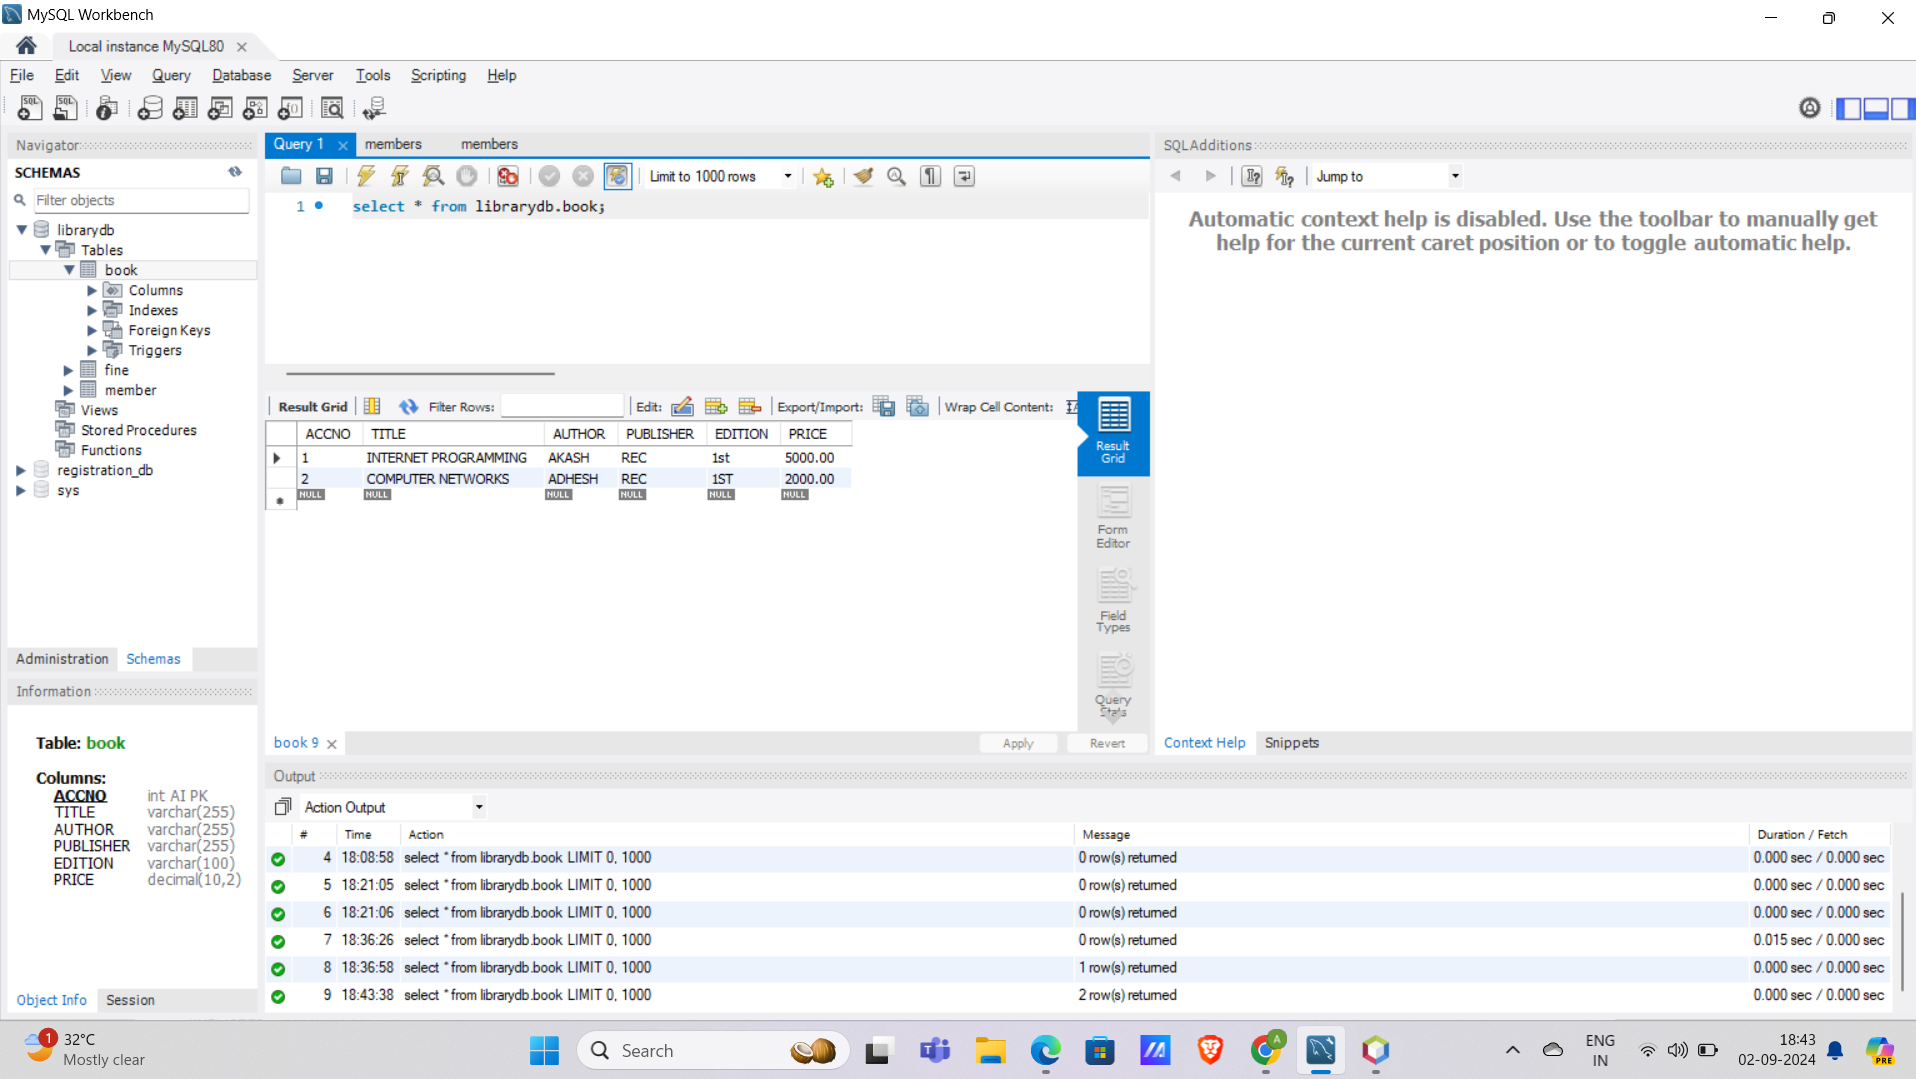 MySQL Workbench
Local instance MySQL80
File Edit View Query Database Server Tools Scripting Help
Navigator
SCHEMAS
Filter objects
librarydb
Tables
book
Columns
Indexes
Foreign Keys
Triggers
fine
member
Views
Stored Procedures
Functions
registration_db
sys
Administration Schemas
Information
Table: book
Columns:
ACCNO int AI PK
TITLE varchar(255)
AUTHOR varchar(255)
PUBLISHER varchar(255)
EDITION varchar(100)
PRICE decimal(10,2)
Object Info Session
Query 1 members members
Limit to 1000 rows
1 select * from librarydb.book;
Result Grid Filter Rows: Edit: Export/Import: Wrap Cell Content:
ACCNO TITLE AUTHOR PUBLISHER EDITION PRICE
1 INTERNET PROGRAMMING AKASH REC 1st 5000.00
2 COMPUTER NETWORKS ADHESH REC 1ST 2000.00
NULL NULL NULL NULL NULL NULL
Result
Grid
Form
Editor
Field
Types
Query
Stats
book 9 Apply Revert
SQLAdditions
Jump to
Automatic context help is disabled. Use the toolbar to manually get
help for the current caret position or to toggle automatic help.
Context Help Snippets
Output
Action Output
# Time Action Message Duration / Fetch
4 18:08:58 select * from librarydb.book LIMIT 0, 1000 0 row(s) returned 0.000 sec / 0.000 sec
5 18:21:05 select * from librarydb.book LIMIT 0, 1000 0 row(s) returned 0.000 sec / 0.000 sec
6 18:21:06 select * from librarydb.book LIMIT 0, 1000 0 row(s) returned 0.000 sec / 0.000 sec
7 18:36:26 select * from librarydb.book LIMIT 0, 1000 0 row(s) returned 0.015 sec / 0.000 sec
8 18:36:58 select * from librarydb.book LIMIT 0, 1000 1 row(s) returned 0.000 sec / 0.000 sec
9 18:43:38 select * from librarydb.book LIMIT 0, 1000 2 row(s) returned 0.000 sec / 0.000 sec
1
32°C
Mostly clear
Search
A
ENG
IN
18:43
02-09-2024
PRE